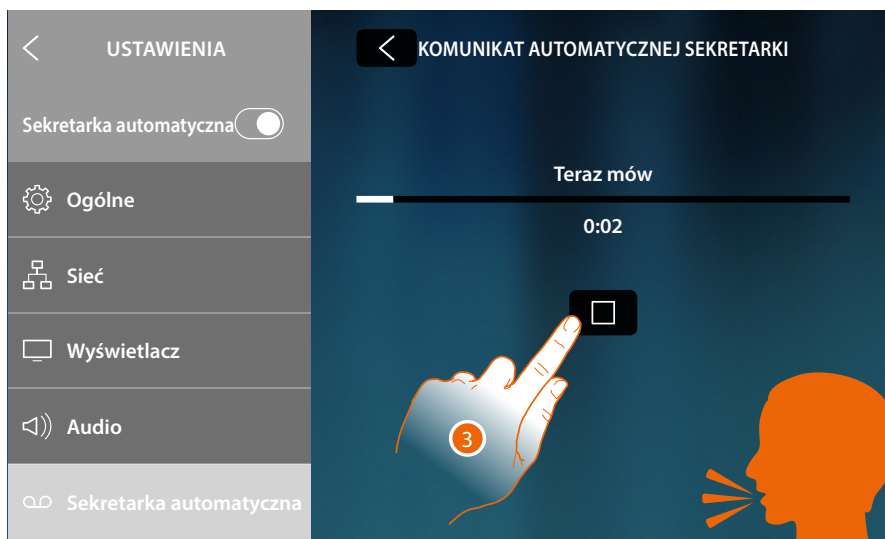 USTAWIENIA
Sekretarka automatyczna
Ogólne
Sieć
Wyświetlacz
Audio
Sekretarka automatyczna
KOMUNIKAT AUTOMATYCZNEJ SEKRETARKI
Teraz mów
0:02
3